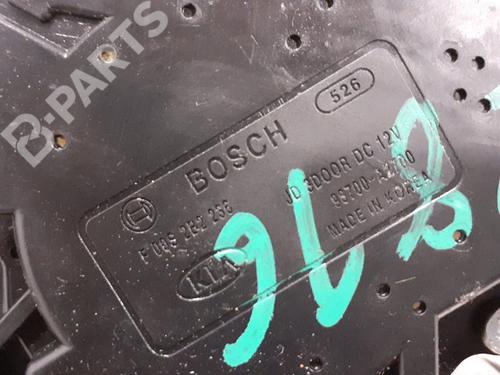 B-PARTS
526
BOSCH
JD 5DOOR DC 12V
98700-A2700
MADE IN KOREA
KIA